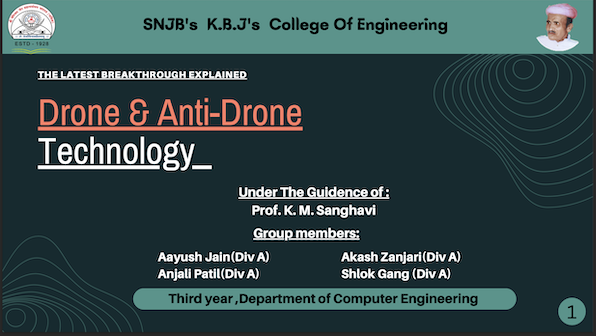 SNJB's K.B.J's College Of Engineering
ESTD - 1928
THE LATEST BREAKTHROUGH EXPLAINED
Drone & Anti-Drone
Technology_
Under The Guidence of :
Prof. K. M. Sanghavi
Group members:
Aayush Jain(Div A) Akash Zanjari(Div A)
Anjali Patil(Div A) Shlok Gang (Div A)
Third year ,Department of Computer Engineering
1